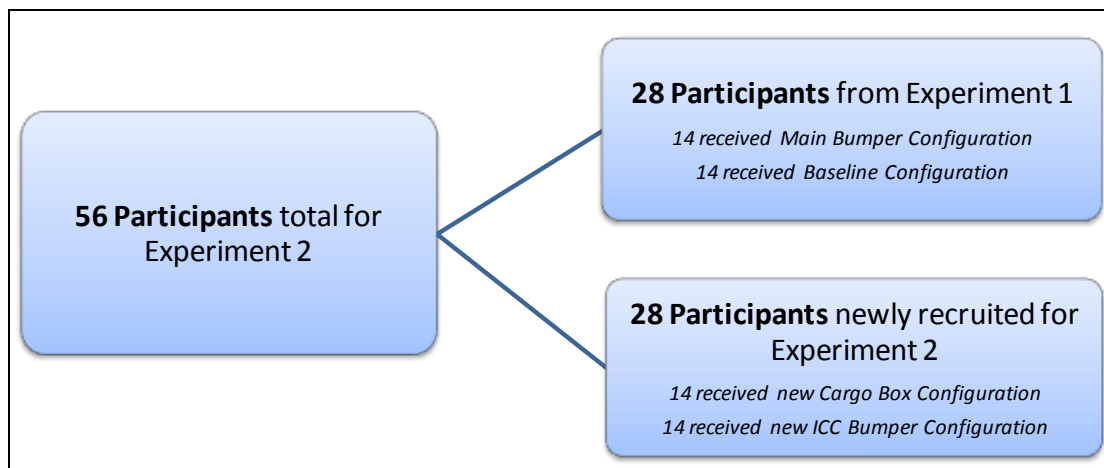 56 Participants total for
Experiment 2
28 Participants from Experiment 1
14 received Main Bumper Configuration
14 received Baseline Configuration
28 Participants newly recruited for
Experiment 2
14 received new Cargo Box Configuration
14 received new ICC Bumper Configuration